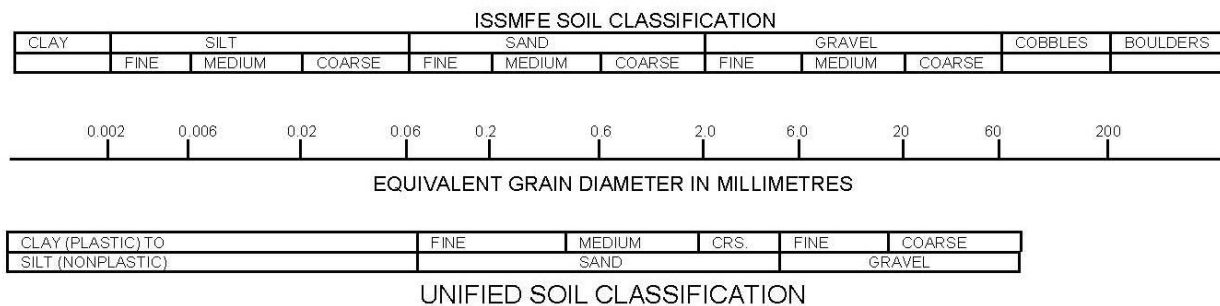 ISSMFE SOIL CLASSIFICATION
CLAY SILT SAND GRAVEL COBBLES BOULDERS
FINE MEDIUM COARSE FINE MEDIUM COARSE FINE MEDIUM COARSE
0.002 0.006 0.02 0.06 0.2 0.6 2.0 6.0 20 60 200
EQUIVALENT GRAIN DIAMETER IN MILLIMETRES
CLAY (PLASTIC) TO FINE MEDIUM CRS. FINE COARSE
SILT (NONPLASTIC) SAND GRAVEL
UNIFIED SOIL CLASSIFICATION